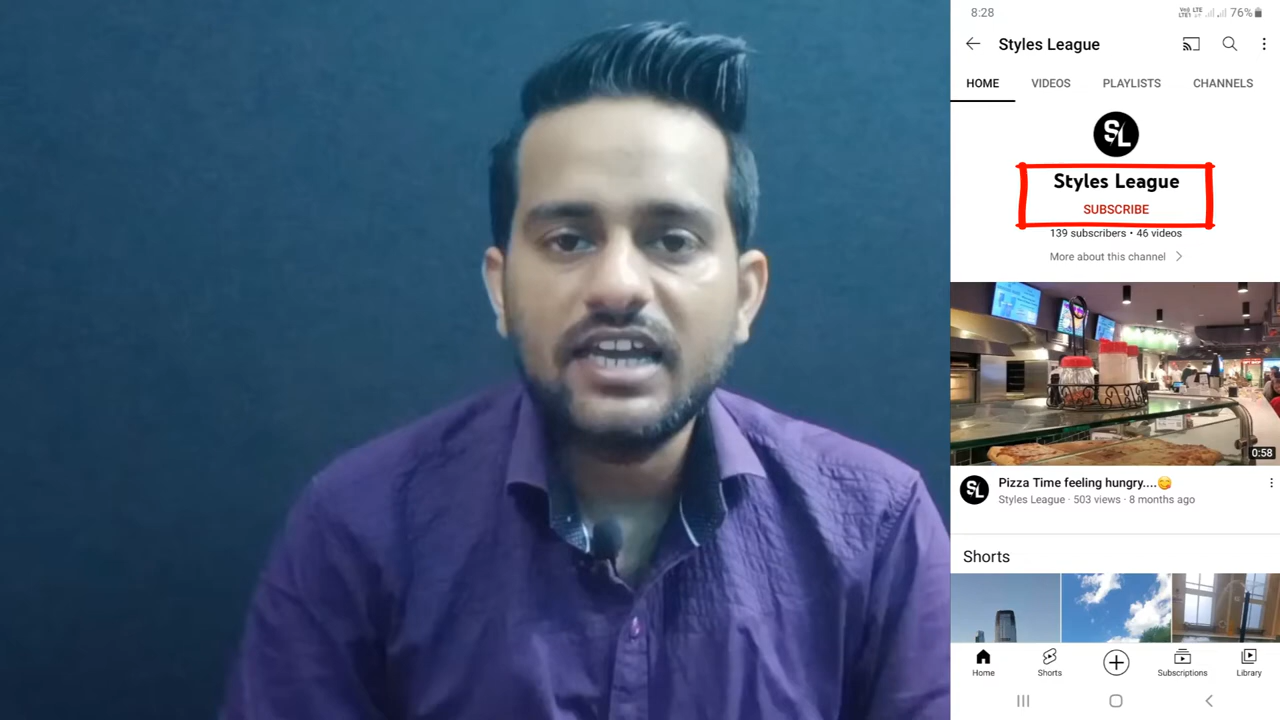 8:28
76%
Styles League
HOME VIDEOS PLAYLISTS CHANNELS
SL
Styles League
SUBSCRIBE
139 subscribers • 46 videos
More about this channel
0:58
SL
Pizza Time feeling hungry....😋
Styles League · 503 views · 8 months ago
Shorts
Home Shorts Subscriptions Library